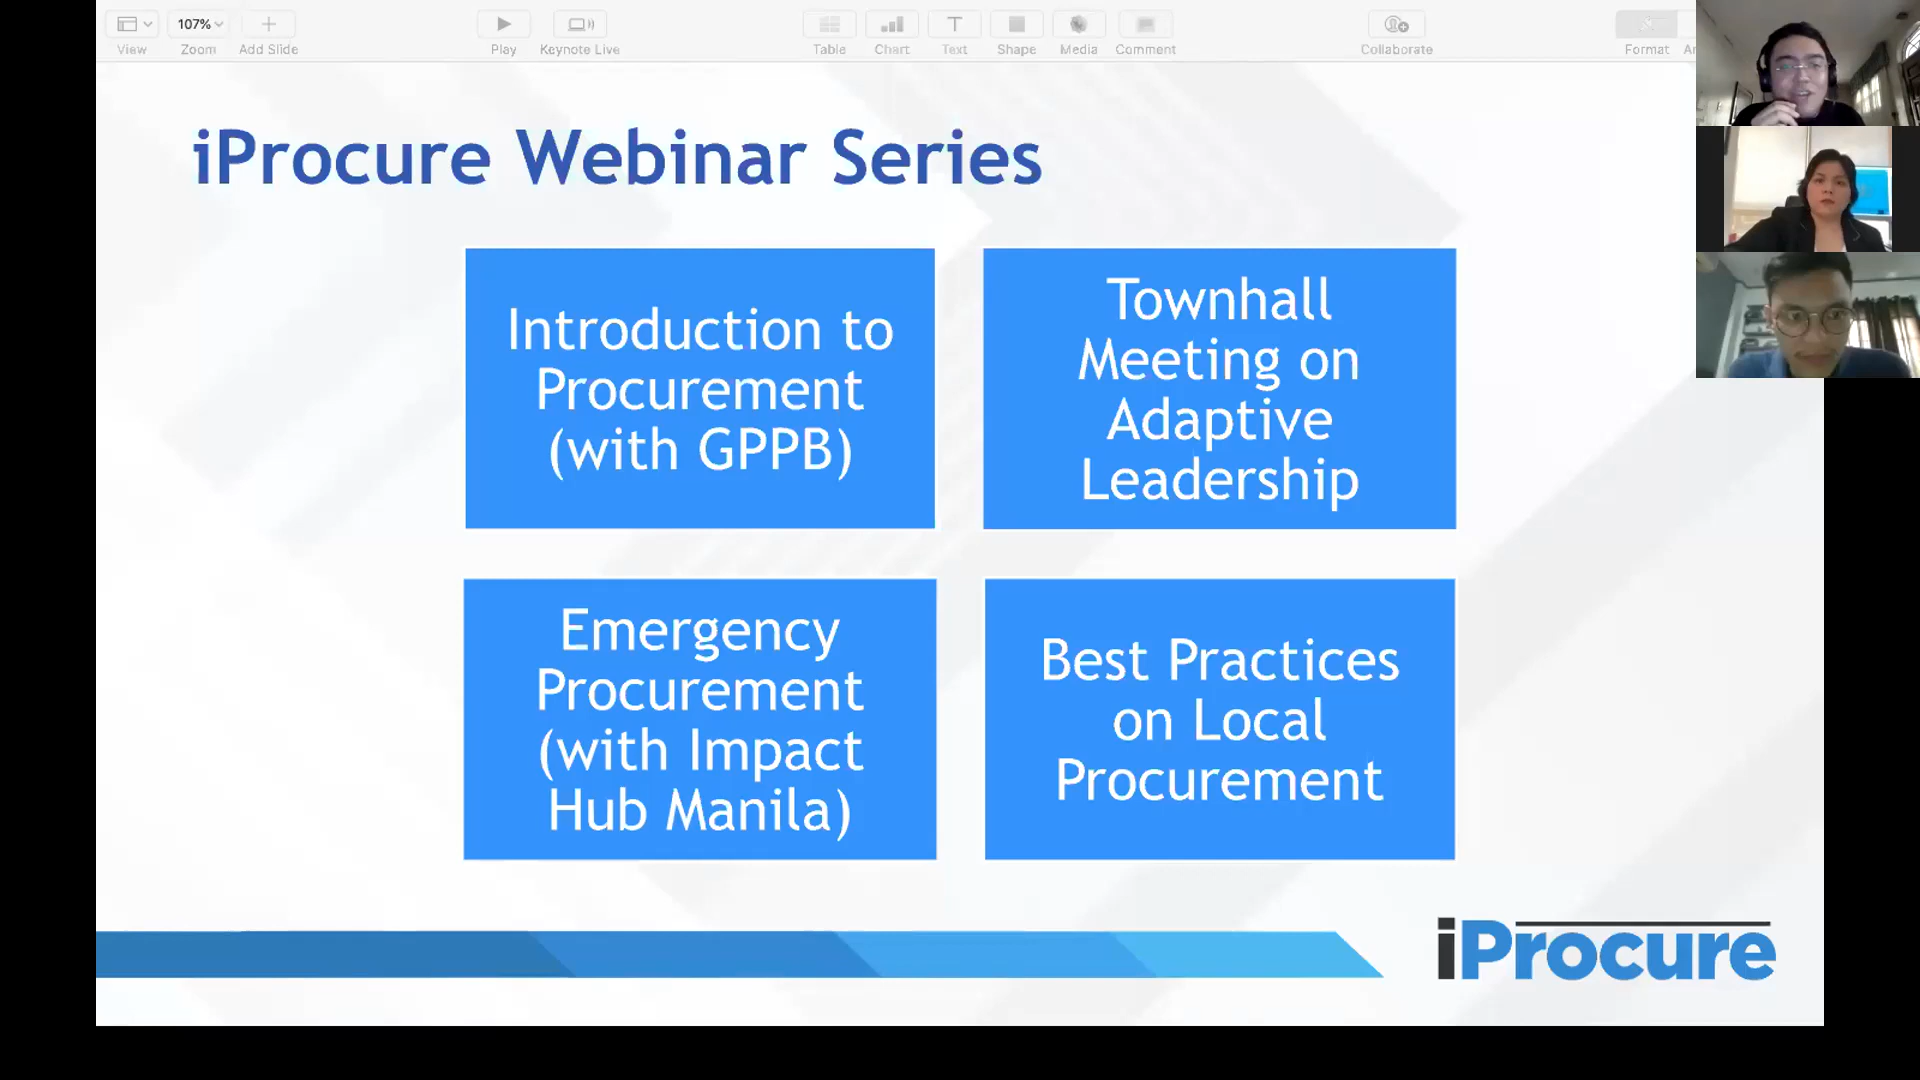 107%
View
Zoom
Add Slide
Play
Keynote Live
Table
Chart
Text
Shape
Media
Comment
Collaborate
Format
iProcure Webinar Series
Introduction to
Procurement
(with GPPB)
Townhall
Meeting on
Adaptive
Leadership
Emergency
Procurement
(with Impact
Hub Manila)
Best Practices
on Local
Procurement
iProcure